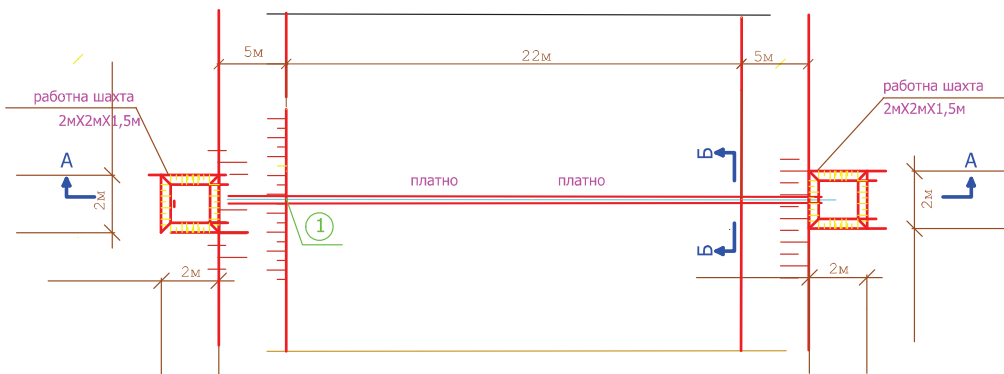 5м
22м
5м
работна шахта
2мХ2мХ1,5м
работна шахта
2мХ2мХ1,5м
А
Б
А
2м
платно
платно
2м
1
Б
2м
2м